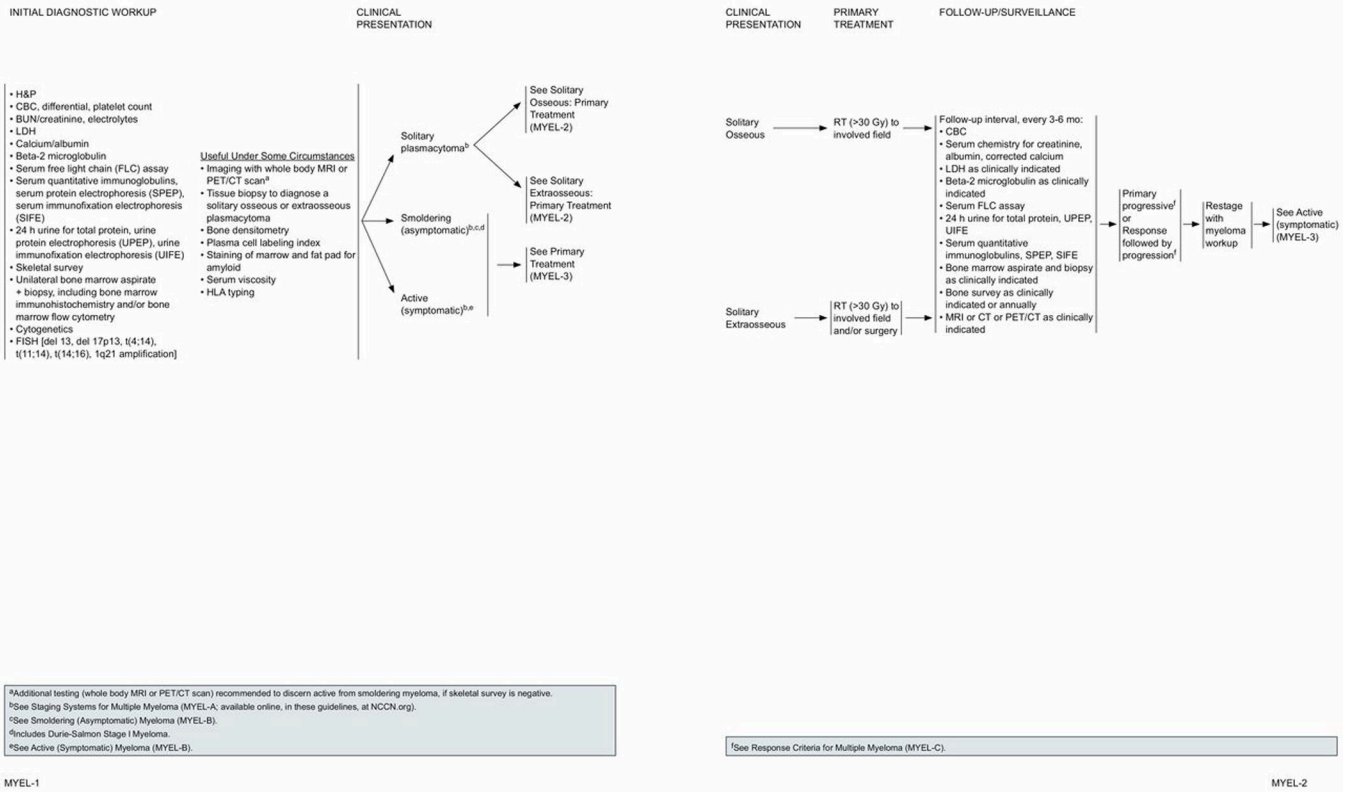 INITIAL DIAGNOSTIC WORKUP
• H&P
• CBC, differential, platelet count
• BUN/creatinine, electrolytes
• LDH
• Calcium/albumin
• Beta-2 microglobulin
• Serum free light chain (FLC) assay
• Serum quantitative immunoglobulins,
serum protein electrophoresis (SPEP),
serum immunofixation electrophoresis
(SIFE)
• 24 h urine for total protein, urine
protein electrophoresis (UPEP), urine
immunofixation electrophoresis (UIFE)
• Skeletal survey
• Unilateral bone marrow aspirate
+ biopsy, including bone marrow
immunohistochemistry and/or bone
marrow flow cytometry
• Cytogenetics
• FISH [del 13, del 17p13, t(4;14),
t(11;14), t(14;16), 1q21 amplification]
Useful Under Some Circumstances
• Imaging with whole body MRI or
PET/CT scanᵃ
• Tissue biopsy to diagnose a
solitary osseous or extraosseous
plasmacytoma
• Bone densitometry
• Plasma cell labeling index
• Staining of marrow and fat pad for
amyloid
• Serum viscosity
• HLA typing
CLINICAL
PRESENTATION
Solitary
plasmacytomaᵇ
Smoldering
(asymptomatic)ᵇ,ᶜ,ᵈ
Active
(symptomatic)ᵇ,ᵉ
See Solitary
Osseous: Primary
Treatment
(MYEL-2)
See Solitary
Extraosseous:
Primary Treatment
(MYEL-2)
See Primary
Treatment
(MYEL-3)
ᵃAdditional testing (whole body MRI or PET/CT scan) recommended to discern active from smoldering myeloma, if skeletal survey is negative.
ᵇSee Staging Systems for Multiple Myeloma (MYEL-A; available online, in these guidelines, at NCCN.org).
ᶜSee Smoldering (Asymptomatic) Myeloma (MYEL-B).
ᵈIncludes Durie-Salmon Stage I Myeloma.
ᵉSee Active (Symptomatic) Myeloma (MYEL-B).
MYEL-1
CLINICAL
PRESENTATION
PRIMARY
TREATMENT
FOLLOW-UP/SURVEILLANCE
Solitary
Osseous
RT (>30 Gy) to
involved field
Solitary
Extraosseous
RT (>30 Gy) to
involved field
and/or surgery
Follow-up interval, every 3-6 mo:
• CBC
• Serum chemistry for creatinine,
albumin, corrected calcium
• LDH as clinically indicated
• Beta-2 microglobulin as clinically
indicated
• Serum FLC assay
• 24 h urine for total protein, UPEP,
UIFE
• Serum quantitative
immunoglobulins, SPEP, SIFE
• Bone marrow aspirate and biopsy
as clinically indicated
• Bone survey as clinically
indicated or annually
• MRI or CT or PET/CT as clinically
indicated
Primary
progressiveᶠ
or
Response
followed by
progressionᶠ
Restage
with
myeloma
workup
See Active
(symptomatic)
(MYEL-3)
ᶠSee Response Criteria for Multiple Myeloma (MYEL-C).
MYEL-2